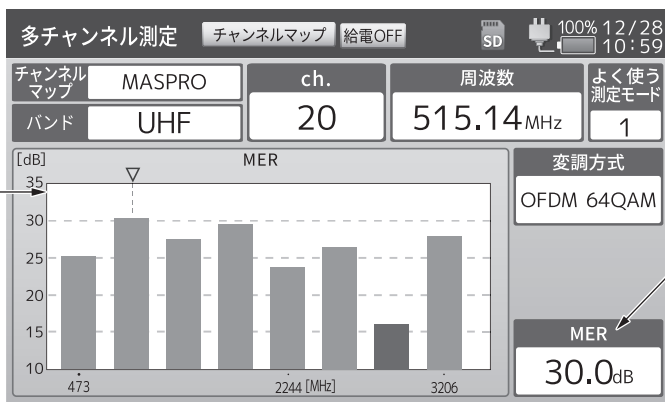 多チャンネル測定 チャンネルマップ 給電OFF SD 100% 12/28
10:59
チャンネル
マップ MASPRO
バンド UHF
ch.
20
周波数
515.14MHz
よく使う
測定モード
1
[dB] MER
35
30
25
20
15
10
473 2244 [MHz] 3206
変調方式
OFDM 64QAM
MER
30.0dB